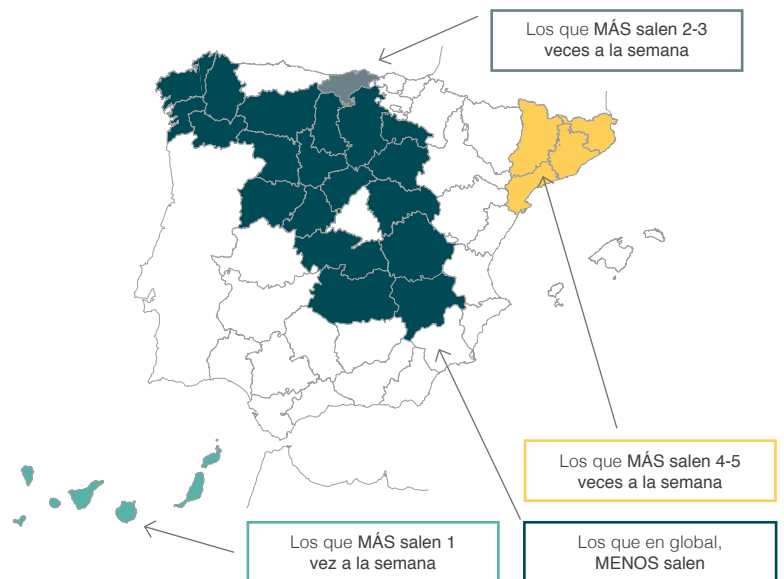 Los que MÁS salen 2-3
veces a la semana
Los que MÁS salen 4-5
veces a la semana
Los que MÁS salen 1
vez a la semana
Los que en global,
MENOS salen